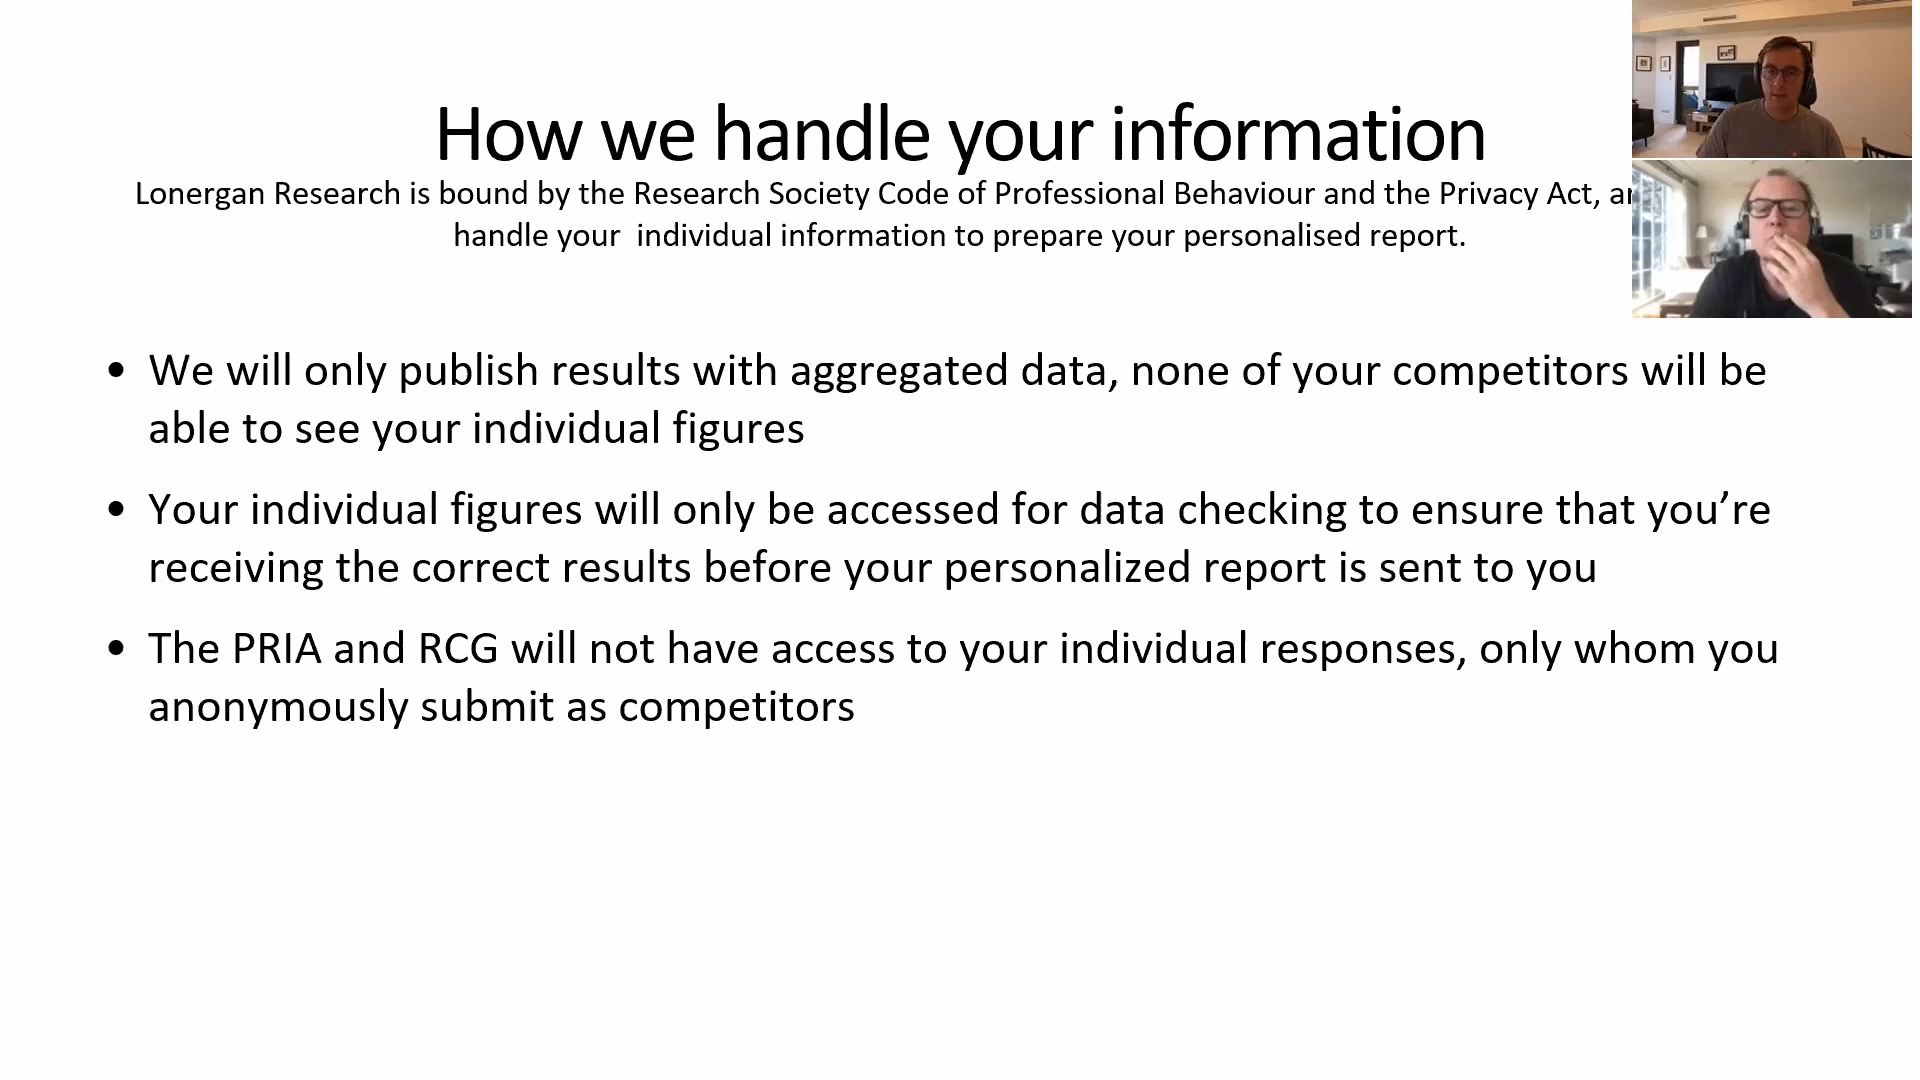 How we handle your information
Lonergan Research is bound by the Research Society Code of Professional Behaviour and the Privacy Act,
handle your  individual information to prepare your personalised report.
• We will only publish results with aggregated data, none of your competitors will be
able to see your individual figures
• Your individual figures will only be accessed for data checking to ensure that you’re
receiving the correct results before your personalized report is sent to you
• The PRIA and RCG will not have access to your individual responses, only whom you
anonymously submit as competitors